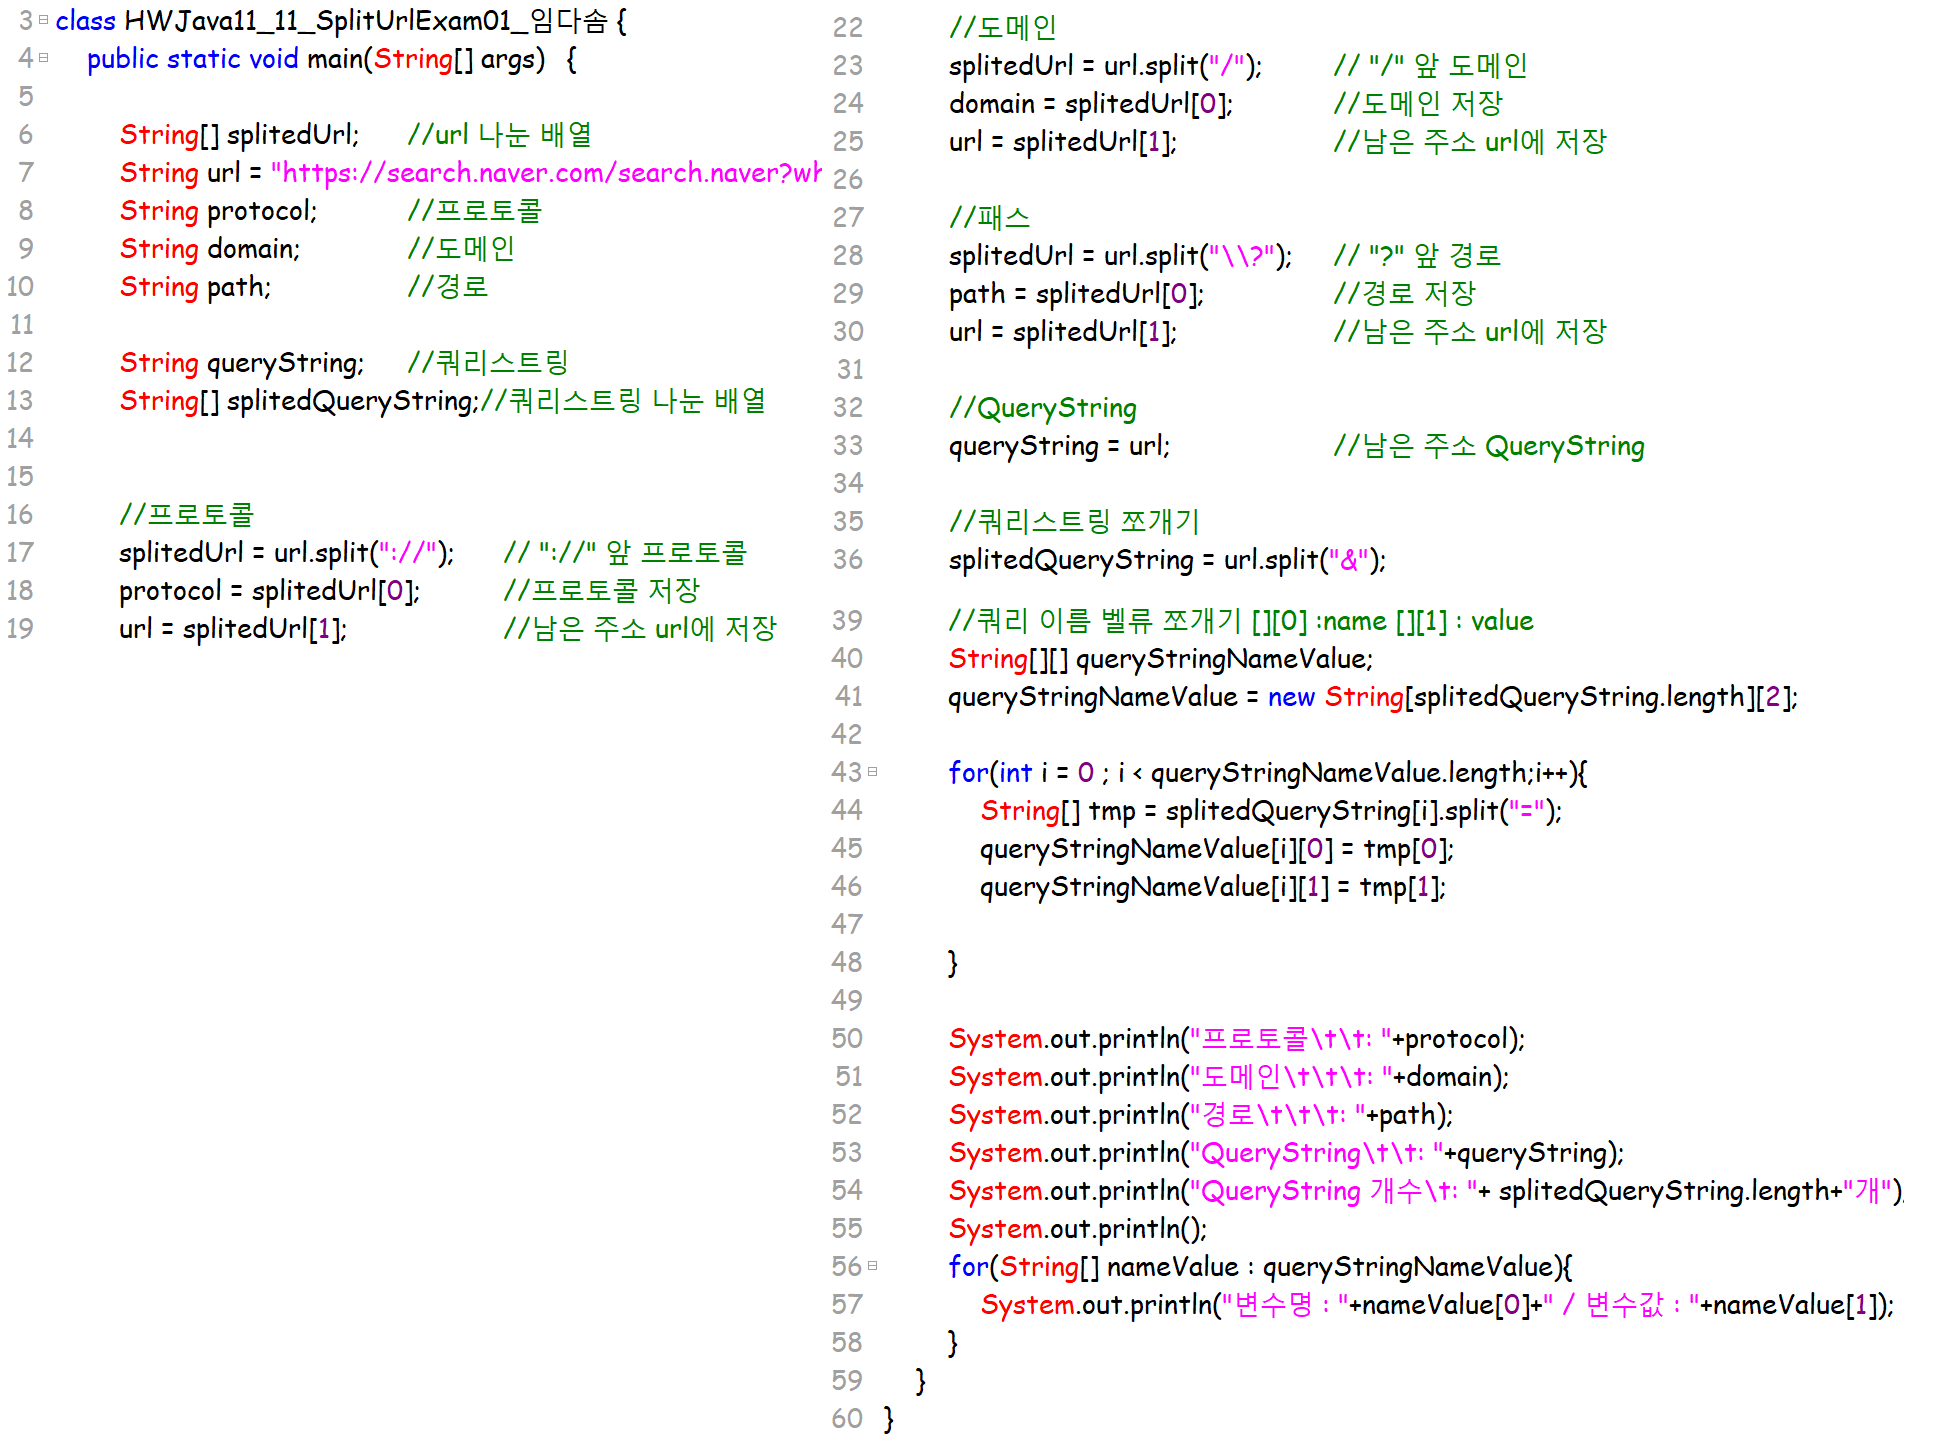 3 class HWJava11_11_SplitUrlExam01_임다솜 {
4 public static void main(String[] args) {
5
6 String[] splitedUrl; //url 나눈 배열
7 String url = "https://search.naver.com/search.naver?wh
8 String protocol; //프로토콜
9 String domain; //도메인
10 String path; //경로
11
12 String queryString; //쿼리스트링
13 String[] splitedQueryString;//쿼리스트링 나눈 배열
14
15
16 //프로토콜
17 splitedUrl = url.split("://"); // "://" 앞 프로토콜
18 protocol = splitedUrl[0]; //프로토콜 저장
19 url = splitedUrl[1]; //남은 주소 url에 저장
22 //도메인
23 splitedUrl = url.split("/"); // "/" 앞 도메인
24 domain = splitedUrl[0]; //도메인 저장
25 url = splitedUrl[1]; //남은 주소 url에 저장
26
27 //패스
28 splitedUrl = url.split("\\?"); // "?" 앞 경로
29 path = splitedUrl[0]; //경로 저장
30 url = splitedUrl[1]; //남은 주소 url에 저장
31
32 //QueryString
33 queryString = url; //남은 주소 QueryString
34
35 //쿼리스트링 쪼개기
36 splitedQueryString = url.split("&");
39 //쿼리 이름 벨류 쪼개기 [][0] :name [][1] : value
40 String[][] queryStringNameValue;
41 queryStringNameValue = new String[splitedQueryString.length][2];
42
43 for(int i = 0 ; i < queryStringNameValue.length;i++){
44 String[] tmp = splitedQueryString[i].split("=");
45 queryStringNameValue[i][0] = tmp[0];
46 queryStringNameValue[i][1] = tmp[1];
47
48 }
49
50 System.out.println("프로토콜\t\t: "+protocol);
51 System.out.println("도메인\t\t\t: "+domain);
52 System.out.println("경로\t\t\t: "+path);
53 System.out.println("QueryString\t\t: "+queryString);
54 System.out.println("QueryString 개수\t: "+ splitedQueryString.length+"개");
55 System.out.println();
56 for(String[] nameValue : queryStringNameValue){
57 System.out.println("변수명 : "+nameValue[0]+" / 변수값 : "+nameValue[1]);
58 }
59 }
60 }